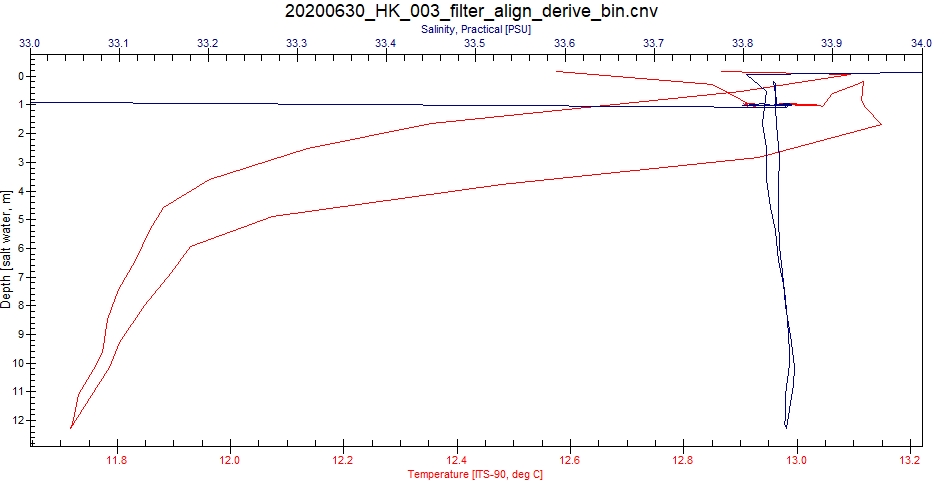 20200630_HK_003_filter_align_derive_bin.cnv
Salinity, Practical [PSU]
33.0 33.1 33.2 33.3 33.4 33.5 33.6 33.7 33.8 33.9 34.0
Depth [salt water, m]
0
1
2
3
4
5
6
7
8
9
10
11
12
11.8 12.0 12.2 12.4 12.6 12.8 13.0 13.2
Temperature [ITS-90, deg C]